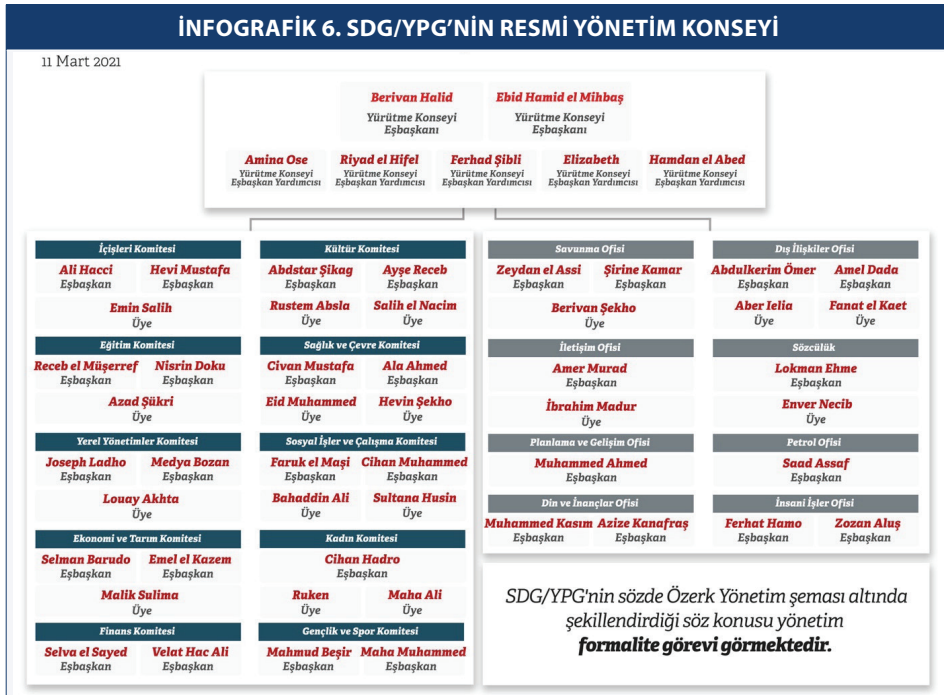 İNFOGRAFİK 6. SDG/YPG’NİN RESMİ YÖNETİM KONSEYİ
11 Mart 2021
Berivan Halid
Yürütme Konseyi
Eşbaşkanı
Ebid Hamid el Mihbaş
Yürütme Konseyi
Eşbaşkanı
Amina Ose
Yürütme Konseyi
Eşbaşkan Yardımcısı
Riyad el Hifel
Yürütme Konseyi
Eşbaşkan Yardımcısı
Ferhad Şibli
Yürütme Konseyi
Eşbaşkan Yardımcısı
Elizabeth
Yürütme Konseyi
Eşbaşkan Yardımcısı
Hamdan el Abed
Yürütme Konseyi
Eşbaşkan Yardımcısı
İçişleri Komitesi
Ali Hacci
Eşbaşkan
Hevi Mustafa
Eşbaşkan
Emin Salih
Üye
Eğitim Komitesi
Receb el Müşerref
Eşbaşkan
Nisrin Doku
Eşbaşkan
Azad Şükri
Üye
Yerel Yönetimler Komitesi
Joseph Ladho
Eşbaşkan
Medya Bozan
Eşbaşkan
Louay Akhta
Üye
Ekonomi ve Tarım Komitesi
Selman Barudo
Eşbaşkan
Emel el Kazem
Eşbaşkan
Malik Sulima
Üye
Finans Komitesi
Selva el Sayed
Eşbaşkan
Velat Hac Ali
Eşbaşkan
Kültür Komitesi
Abdstar Şikag
Eşbaşkan
Ayşe Receb
Eşbaşkan
Rustem Absla
Üye
Salih el Nacim
Üye
Sağlık ve Çevre Komitesi
Civan Mustafa
Eşbaşkan
Ala Ahmed
Eşbaşkan
Eid Muhammed
Üye
Hevin Şekho
Üye
Sosyal İşler ve Çalışma Komitesi
Faruk el Maşi
Eşbaşkan
Cihan Muhammed
Eşbaşkan
Bahaddin Ali
Üye
Sultana Husin
Üye
Kadın Komitesi
Cihan Hadro
Eşbaşkan
Ruken
Üye
Maha Ali
Üye
Gençlik ve Spor Komitesi
Mahmud Beşir
Eşbaşkan
Maha Muhammed
Eşbaşkan
Savunma Ofisi
Zeydan el Assi
Eşbaşkan
Şirine Kamar
Eşbaşkan
Berivan Şekho
Üye
İletişim Ofisi
Amer Murad
Eşbaşkan
İbrahim Madur
Üye
Planlama ve Gelişim Ofisi
Muhammed Ahmed
Eşbaşkan
Din ve İnançlar Ofisi
Muhammed Kasım
Eşbaşkan
Azize Kanafraş
Eşbaşkan
Dış İlişkiler Ofisi
Abdulkerim Ömer
Eşbaşkan
Amel Dada
Eşbaşkan
Aber Ielia
Üye
Fanat el Kaet
Üye
Sözcülük
Lokman Ehme
Eşbaşkan
Enver Necib
Üye
Petrol Ofisi
Saad Assaf
Eşbaşkan
İnsani İşler Ofisi
Ferhat Hamo
Eşbaşkan
Zozan Aluş
Eşbaşkan
SDG/YPG'nin sözde Özerk Yönetim şeması altında
şekillendirdiği söz konusu yönetim
formalite görevi görmektedir.